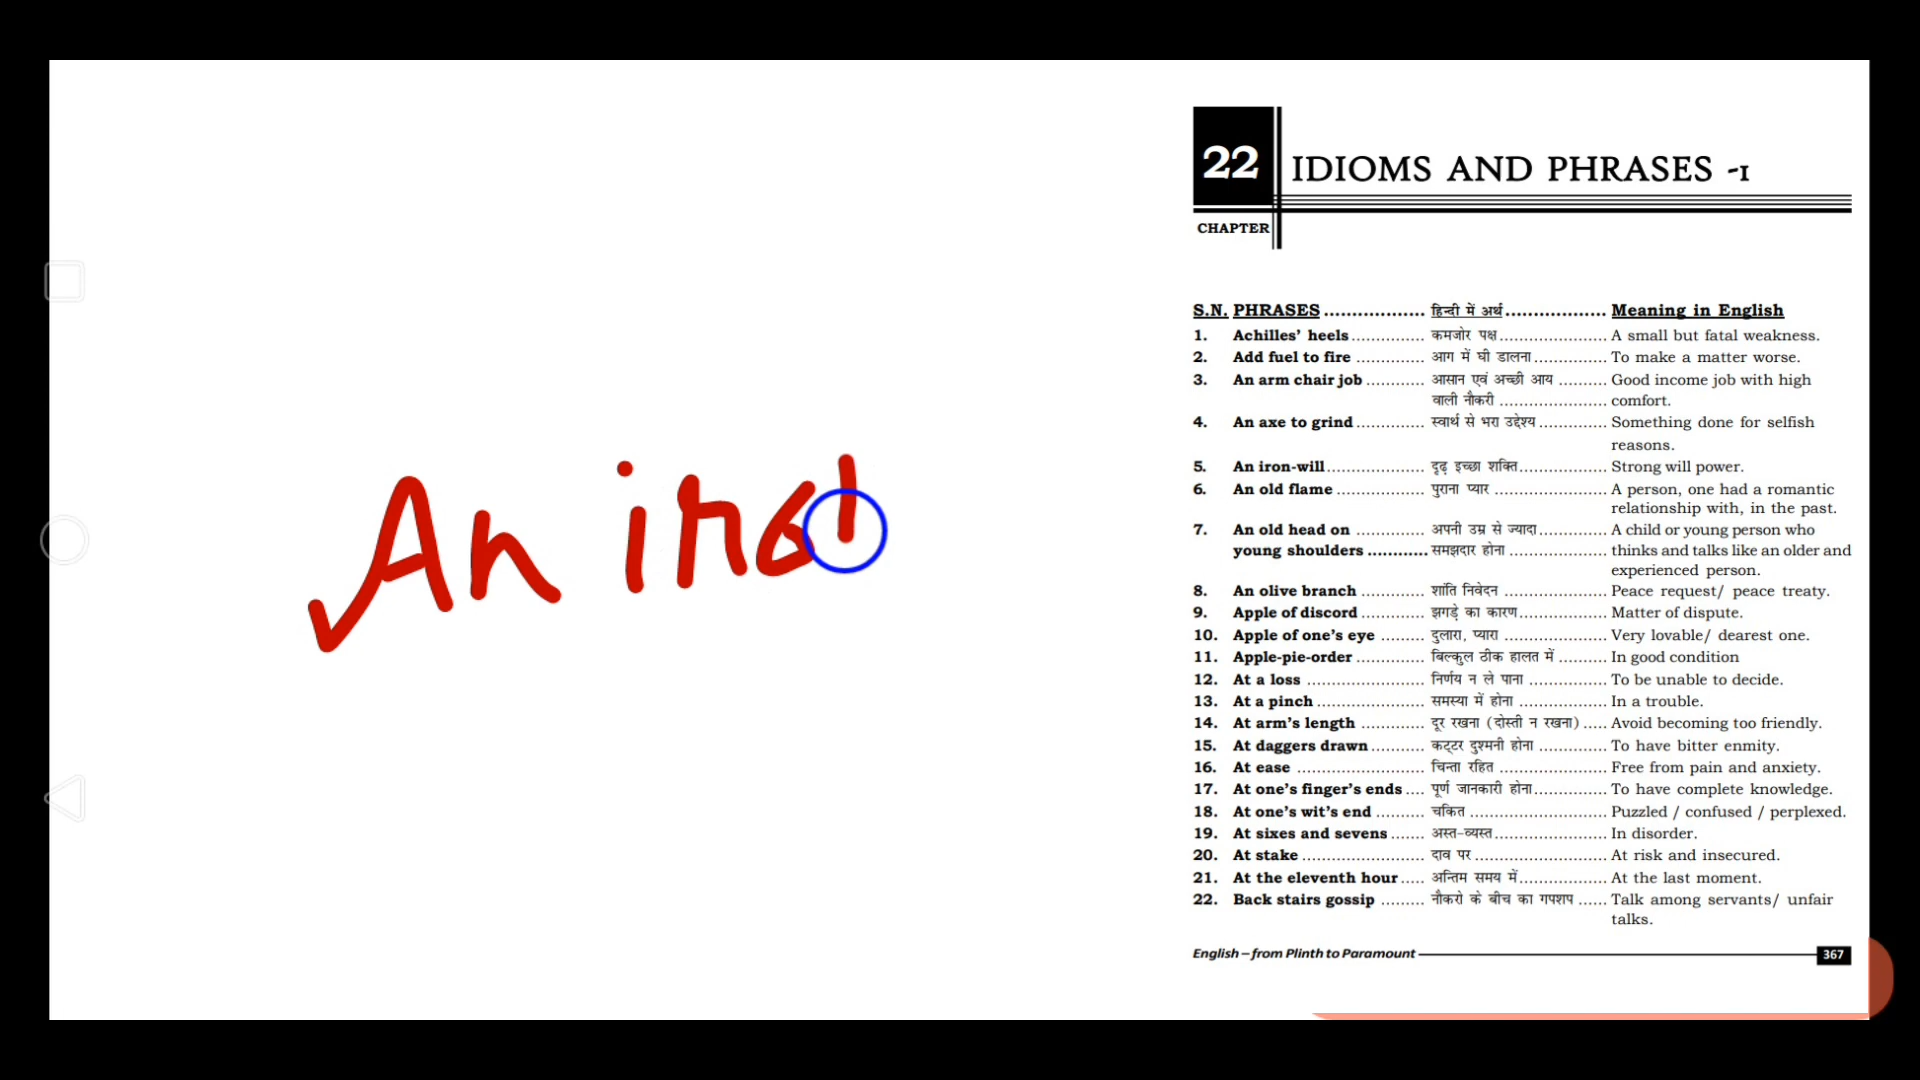 An iro
22
CHAPTER
IDIOMS AND PHRASES -I
S.N. PHRASES .................. हिन्दी में अर्थ .................. Meaning in English
1. Achilles’ heels .............. कमजोर पक्ष ...................... A small but fatal weakness.
2. Add fuel to fire ............. आग में घी डालना ............... To make a matter worse.
3. An arm chair job ............ आसान एवं अच्छी आय .......... Good income job with high
वाली नौकरी ...................... comfort.
4. An axe to grind .............. स्वार्थ से भरा उद्देश्य .............. Something done for selfish
reasons.
5. An iron-will .................... दृढ़ इच्छा शक्ति .................. Strong will power.
6. An old flame .................. पुराना प्यार ....................... A person, one had a romantic
relationship with, in the past.
7. An old head on ............... अपनी उम्र से ज्यादा .............. A child or young person who
young shoulders ............ समझदार होना .................... thinks and talks like an older and
experienced person.
8. An olive branch .............. शांति निवेदन ..................... Peace request/ peace treaty.
9. Apple of discord ............. झगड़े का कारण .................. Matter of dispute.
10. Apple of one’s eye ......... दुलारा, प्यारा ..................... Very lovable/ dearest one.
11. Apple-pie-order .............. बिल्कुल ठीक हालत में .......... In good condition
12. At a loss ........................ निर्णय न ले पाना ............... To be unable to decide.
13. At a pinch ...................... समस्या में होना .................. In a trouble.
14. At arm’s length ............. दूर रखना (दोस्ती न रखना) ..... Avoid becoming too friendly.
15. At daggers drawn ........... कट्टर दुश्मनी होना .............. To have bitter enmity.
16. At ease .......................... चिन्ता रहित ...................... Free from pain and anxiety.
17. At one’s finger’s ends .... पूर्ण जानकारी होना ............... To have complete knowledge.
18. At one’s wit’s end .......... चकित ............................ Puzzled / confused / perplexed.
19. At sixes and sevens ....... अस्त-व्यस्त ....................... In disorder.
20. At stake ......................... दाव पर ........................... At risk and insecured.
21. At the eleventh hour ..... अन्तिम समय में .................. At the last moment.
22. Back stairs gossip ......... नौकरो के बीच का गपशप ...... Talk among servants/ unfair
talks.
English – from Plinth to Paramount
367